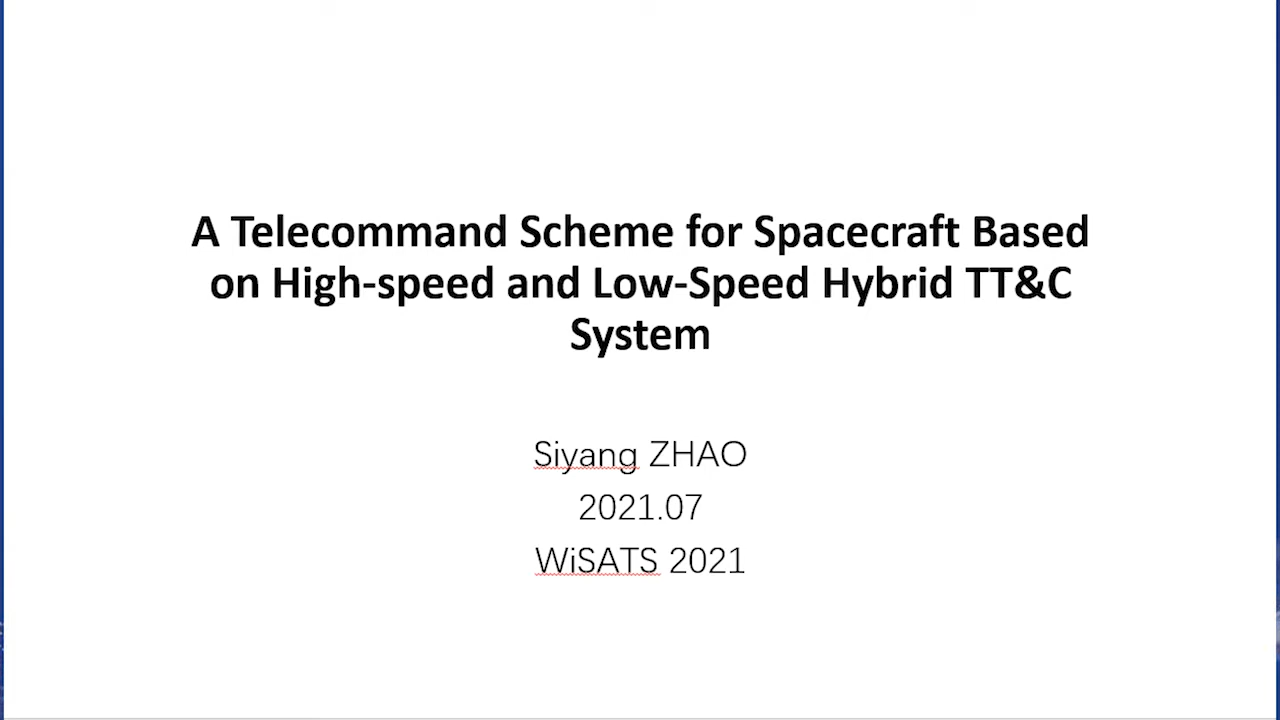 A Telecommand Scheme for Spacecraft Based
on High-speed and Low-Speed Hybrid TT&C
System
Siyang ZHAO
2021.07
WiSATS 2021